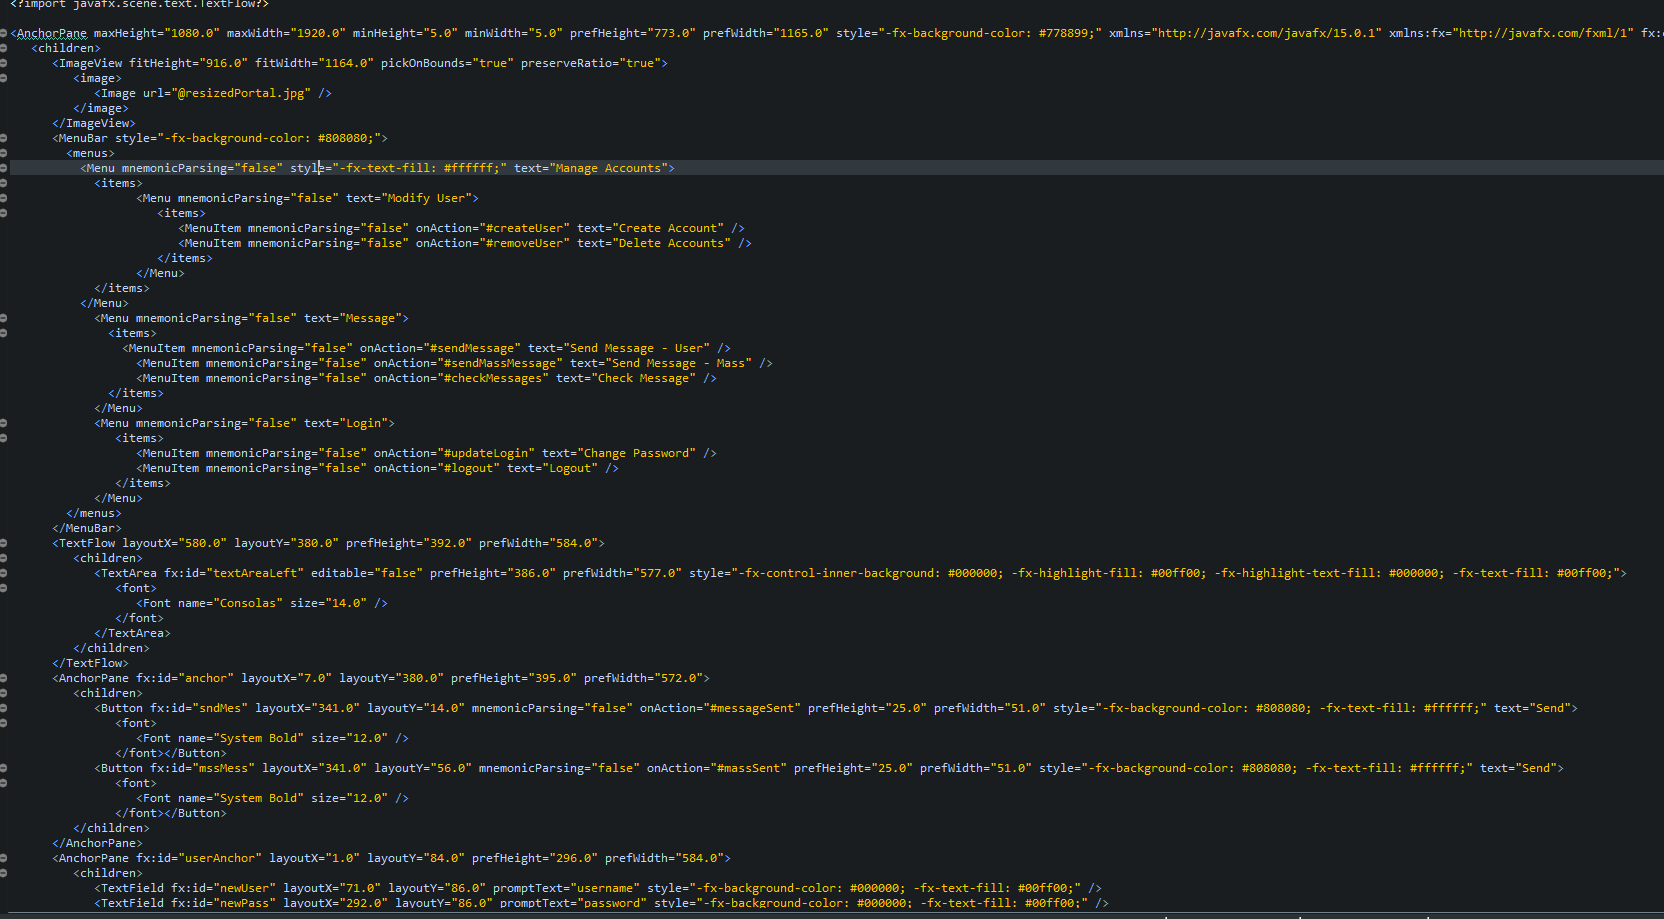 <?import javafx.scene.text.TextFlow?>
<AnchorPane maxHeight="1080.0" maxWidth="1920.0" minHeight="5.0" minWidth="5.0" prefHeight="773.0" prefWidth="1165.0" style="-fx-background-color: #778899;" xmlns="http://javafx.com/javafx/15.0.1" xmlns:fx="http://javafx.com/fxml/1" fx:
<children>
<ImageView fitHeight="916.0" fitWidth="1164.0" pickOnBounds="true" preserveRatio="true">
<image>
<Image url="@resizedPortal.jpg" />
</image>
</ImageView>
<MenuBar style="-fx-background-color: #808080;">
<menus>
<Menu mnemonicParsing="false" style="-fx-text-fill: #ffffff;" text="Manage Accounts">
<items>
<Menu mnemonicParsing="false" text="Modify User">
<items>
<MenuItem mnemonicParsing="false" onAction="#createUser" text="Create Account" />
<MenuItem mnemonicParsing="false" onAction="#removeUser" text="Delete Accounts" />
</items>
</Menu>
</items>
</Menu>
<Menu mnemonicParsing="false" text="Message">
<items>
<MenuItem mnemonicParsing="false" onAction="#sendMessage" text="Send Message - User" />
<MenuItem mnemonicParsing="false" onAction="#sendMassMessage" text="Send Message - Mass" />
<MenuItem mnemonicParsing="false" onAction="#checkMessages" text="Check Message" />
</items>
</Menu>
<Menu mnemonicParsing="false" text="Login">
<items>
<MenuItem mnemonicParsing="false" onAction="#updateLogin" text="Change Password" />
<MenuItem mnemonicParsing="false" onAction="#logout" text="Logout" />
</items>
</Menu>
</menus>
</MenuBar>
<TextFlow layoutX="580.0" layoutY="380.0" prefHeight="392.0" prefWidth="584.0">
<children>
<TextArea fx:id="textAreaLeft" editable="false" prefHeight="386.0" prefWidth="577.0" style="-fx-control-inner-background: #000000; -fx-highlight-fill: #00ff00; -fx-highlight-text-fill: #000000; -fx-text-fill: #00ff00;">
<font>
<Font name="Consolas" size="14.0" />
</font>
</TextArea>
</children>
</TextFlow>
<AnchorPane fx:id="anchor" layoutX="7.0" layoutY="380.0" prefHeight="395.0" prefWidth="572.0">
<children>
<Button fx:id="sndMes" layoutX="341.0" layoutY="14.0" mnemonicParsing="false" onAction="#messageSent" prefHeight="25.0" prefWidth="51.0" style="-fx-background-color: #808080; -fx-text-fill: #ffffff;" text="Send">
<font>
<Font name="System Bold" size="12.0" />
</font></Button>
<Button fx:id="mssMess" layoutX="341.0" layoutY="56.0" mnemonicParsing="false" onAction="#massSent" prefHeight="25.0" prefWidth="51.0" style="-fx-background-color: #808080; -fx-text-fill: #ffffff;" text="Send">
<font>
<Font name="System Bold" size="12.0" />
</font></Button>
</children>
</AnchorPane>
<AnchorPane fx:id="userAnchor" layoutX="1.0" layoutY="84.0" prefHeight="296.0" prefWidth="584.0">
<children>
<TextField fx:id="newUser" layoutX="71.0" layoutY="86.0" promptText="username" style="-fx-background-color: #000000; -fx-text-fill: #00ff00;" />
<TextField fx:id="newPass" layoutX="292.0" layoutY="86.0" promptText="password" style="-fx-background-color: #000000; -fx-text-fill: #00ff00;" />